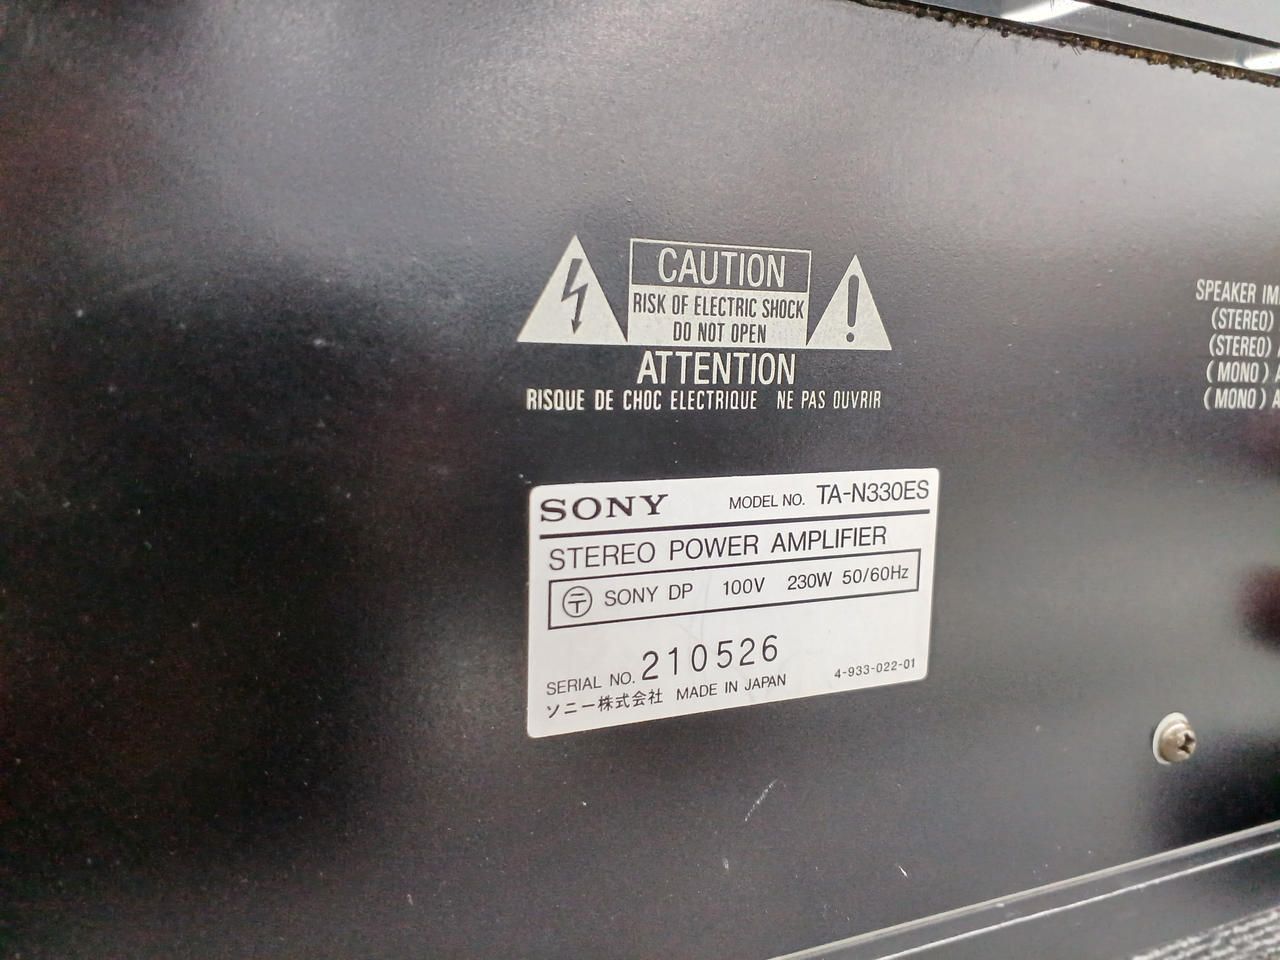 CAUTION
RISK OF ELECTRIC SHOCK
DO NOT OPEN
ATTENTION
RISQUE DE CHOC ELECTRIQUE NE PAS OUVRIR
SPEAKER IM
(STEREO)
(STEREO)
(MONO)
(MONO)
SONY MODEL NO. TA-N330ES
STEREO POWER AMPLIFIER
〒 SONY DP 100V 230W 50/60Hz
SERIAL NO. 210526
ソニー株式会社 MADE IN JAPAN 4-933-022-01